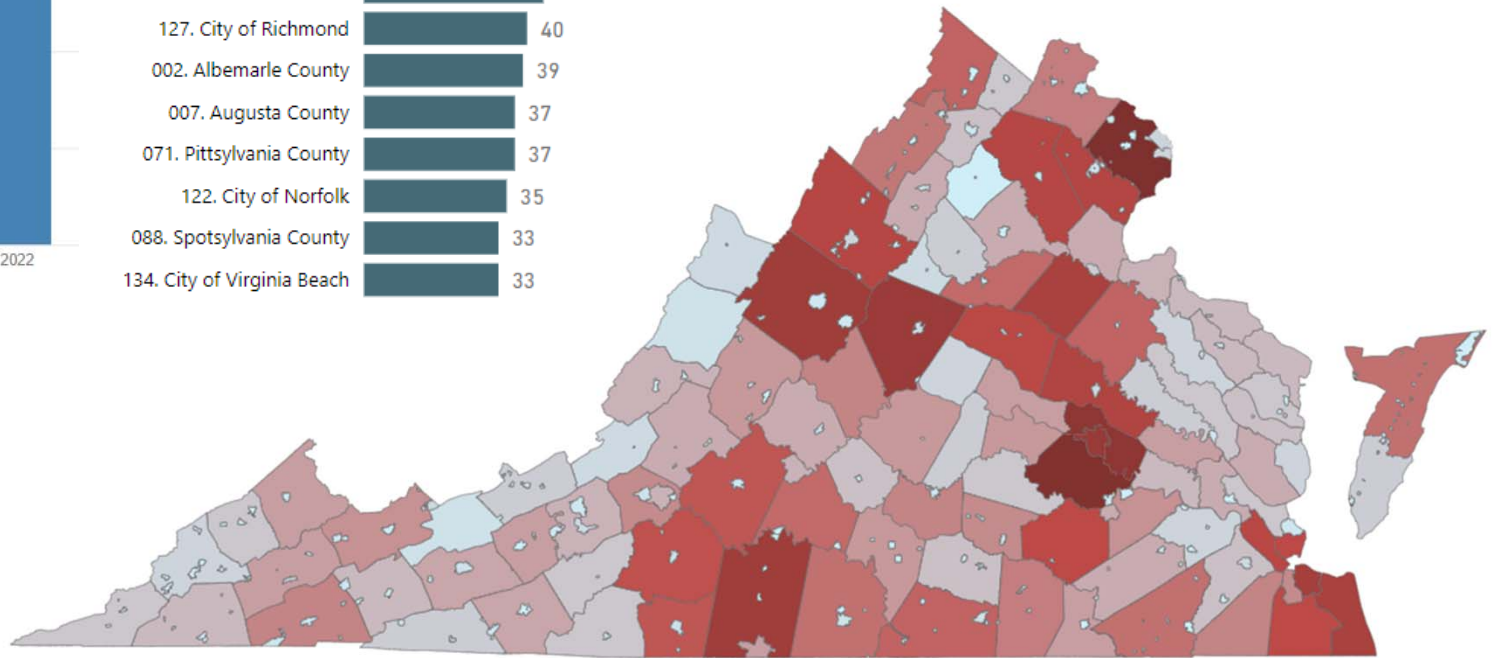 127. City of Richmond 40
002. Albemarle County 39
007. Augusta County 37
071. Pittsylvania County 37
122. City of Norfolk 35
088. Spotsylvania County 33
2022
134. City of Virginia Beach 33